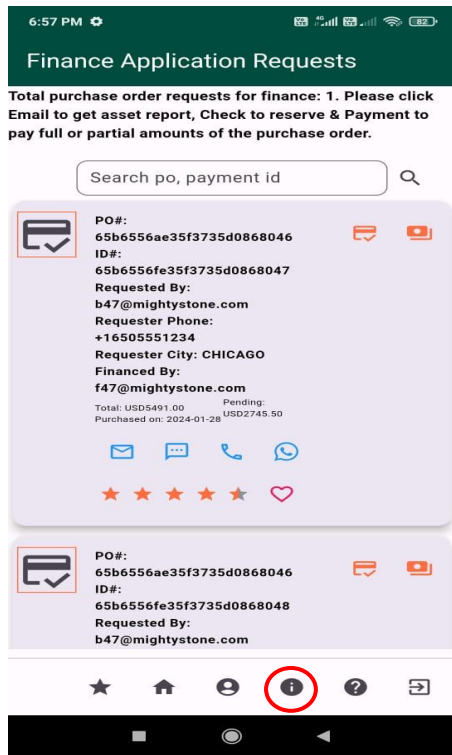 6:57 PM
4G
82
Finance Application Requests
Total purchase order requests for finance: 1. Please click
Email to get asset report, Check to reserve & Payment to
pay full or partial amounts of the purchase order.
Search po, payment id
PO#:
65b6556ae35f3735d0868046
ID#:
65b6556fe35f3735d0868047
Requested By:
b47@mightystone.com
Requester Phone:
+16505551234
Requester City: CHICAGO
Financed By:
f47@mightystone.com
Total: USD5491.00
Pending:
USD2745.50
Purchased on: 2024-01-28
PO#:
65b6556ae35f3735d0868046
ID#:
65b6556fe35f3735d0868048
Requested By:
b47@mightystone.com